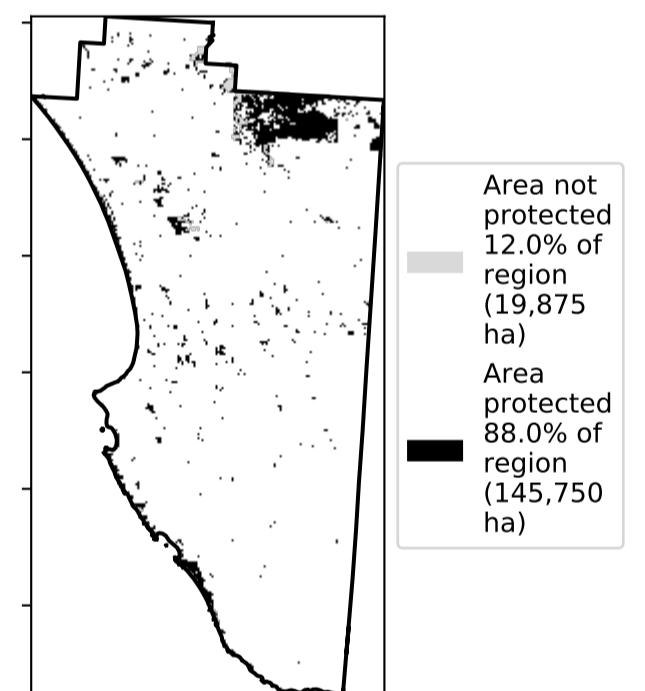 Area not
protected
12.0% of
region
(19,875
ha)
Area
protected
88.0% of
region
(145,750
ha)